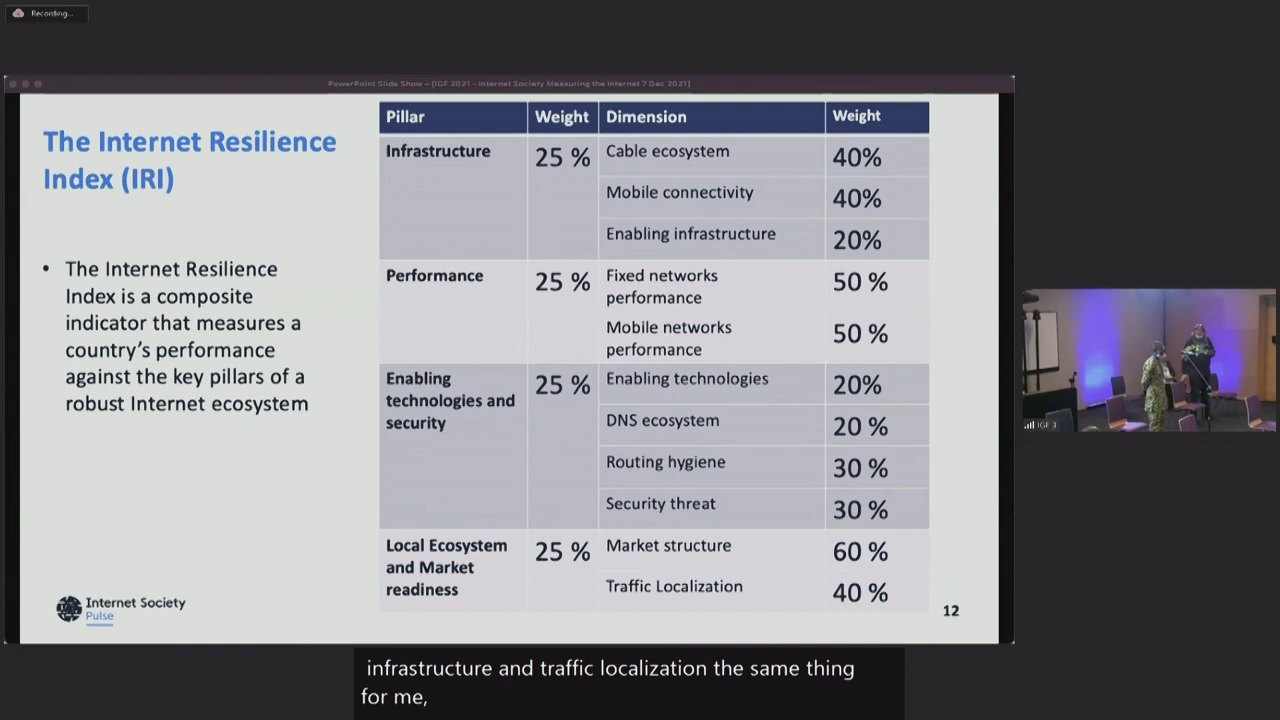 Recording...
PowerPoint Slide Show – [IGF 2021 - Internet Society Measuring the Internet 7 Dec 2021]
The Internet Resilience
Index (IRI)
• The Internet Resilience
Index is a composite
indicator that measures a
country's performance
against the key pillars of a
robust Internet ecosystem
Pillar Weight Dimension Weight
Infrastructure 25 % Cable ecosystem 40%
Mobile connectivity 40%
Enabling infrastructure 20%
Performance 25 % Fixed networks 50 %
performance
Mobile networks 50 %
performance
Enabling 25 % Enabling technologies 20%
technologies and
security
DNS ecosystem 20 %
Routing hygiene 30 %
Security threat 30 %
Local Ecosystem 25 % Market structure 60 %
and Market
readiness
Traffic Localization 40 %
Internet Society
Pulse
12
IGF 3
infrastructure and traffic localization the same thing
for me,